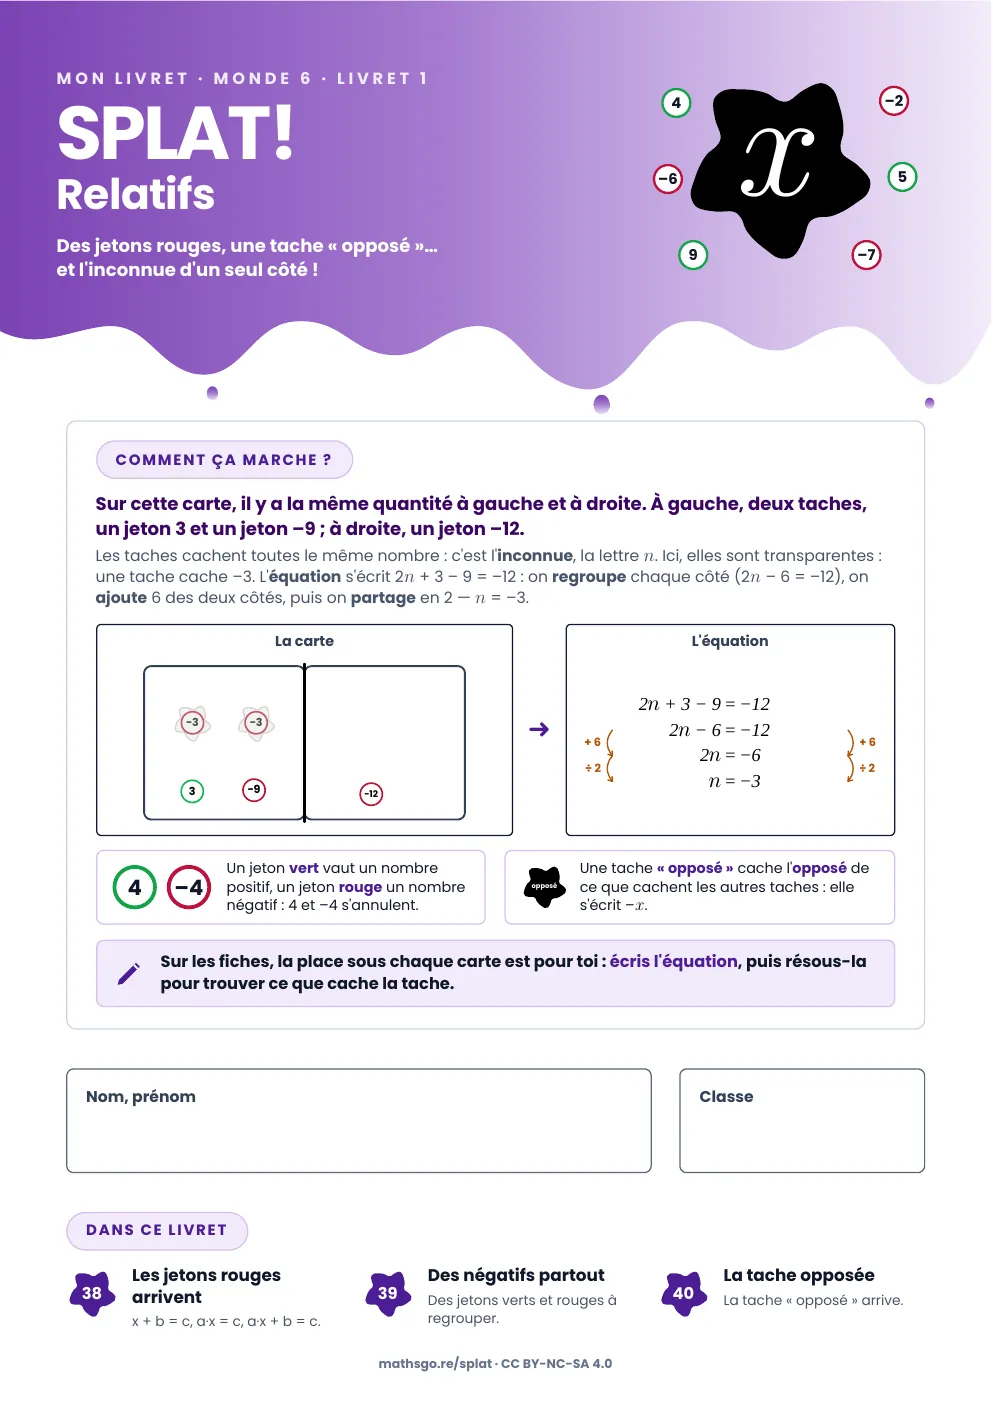 MON LIVRET · MONDE 6 · LIVRET 1
SPLAT!
Relatifs
Des jetons rouges, une tache « opposé »...
et l'inconnue d'un seul côté !
4
−2
x
−6
5
9
−7
COMMENT ÇA MARCHE ?
Sur cette carte, il y a la même quantité à gauche et à droite. À gauche, deux taches,
un jeton 3 et un jeton −9 ; à droite, un jeton −12.
Les taches cachent toutes le même nombre : c'est l'inconnue, la lettre n. Ici, elles sont transparentes :
une tache cache −3. L'équation s'écrit 2n + 3 − 9 = −12 : on regroupe chaque côté (2n − 6 = −12), on
ajoute 6 des deux côtés, puis on partage en 2 — n = −3.
La carte
−3
−3
3
−9
−12
➜
L'équation
2n + 3 − 9 = −12
2n − 6 = −12
2n = −6
n = −3
+ 6
÷ 2
+ 6
÷ 2
4
−4
Un jeton vert vaut un nombre
positif, un jeton rouge un nombre
négatif : 4 et −4 s'annulent.
opposé
Une tache « opposé » cache l'opposé de
ce que cachent les autres taches : elle
s'écrit −x.
Sur les fiches, la place sous chaque carte est pour toi : écris l'équation, puis résous-la
pour trouver ce que cache la tache.
Nom, prénom
Classe
DANS CE LIVRET
38
Les jetons rouges
arrivent
x + b = c, a·x = c, a·x + b = c.
39
Des négatifs partout
Des jetons verts et rouges à
regrouper.
40
La tache opposée
La tache « opposé » arrive.
mathsgo.re/splat · CC BY-NC-SA 4.0